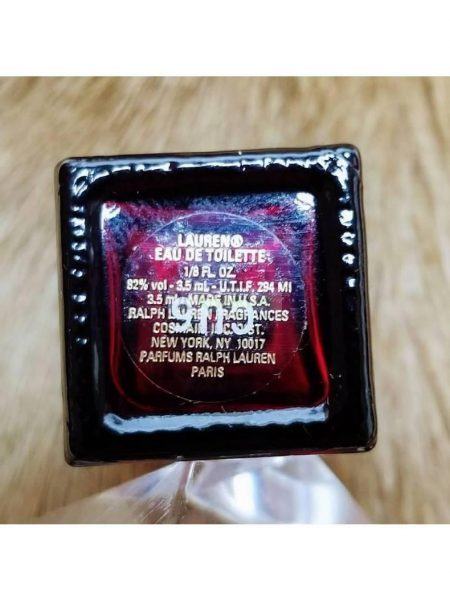 LAUREN®
EAU DE TOILETTE
1/8 FL. OZ.
82% vol - 3.5 mL - U.T.I.F. 294 MI
3.5 mL - MADE IN U.S.A.
RALPH LAUREN FRAGRANCES
COSMAIR, INC. DIST.
NEW YORK, NY 10017
PARFUMS RALPH LAUREN
PARIS